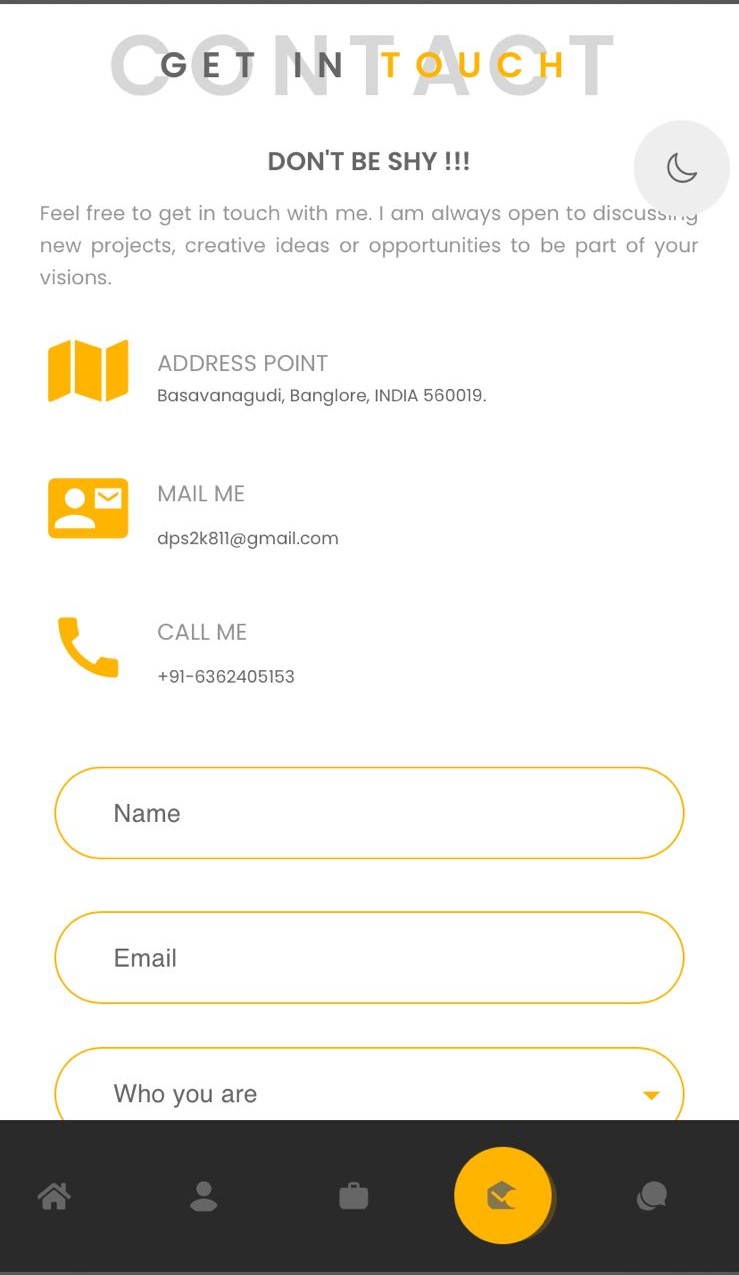 CONTACT
GET IN TOUCH
DON'T BE SHY !!!
Feel free to get in touch with me. I am always open to discussing
new projects, creative ideas or opportunities to be part of your
visions.
ADDRESS POINT
Basavanagudi, Banglore, INDIA 560019.
MAIL ME
dps2k811@gmail.com
CALL ME
+91-6362405153
Name
Email
Who you are